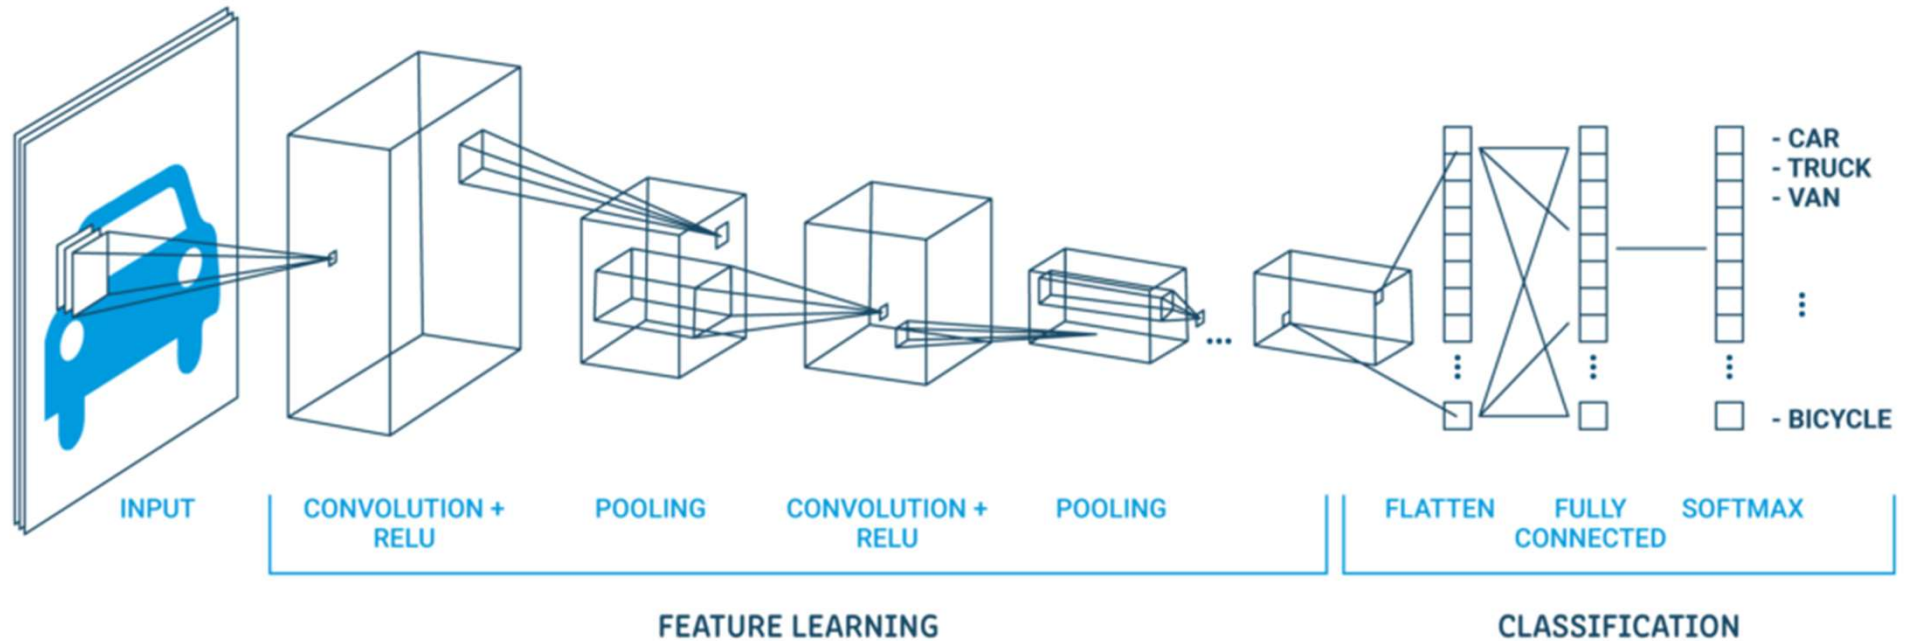 - CAR
- TRUCK
- VAN
- BICYCLE
INPUT
CONVOLUTION +
RELU
POOLING
CONVOLUTION +
RELU
POOLING
FLATTEN
FULLY
CONNECTED
SOFTMAX
FEATURE LEARNING
CLASSIFICATION